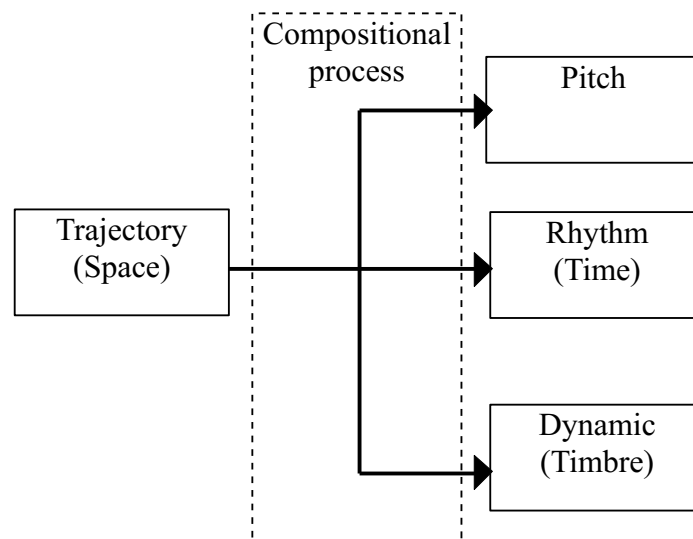 Compositional
process
Pitch
Trajectory
(Space)
Rhythm
(Time)
Dynamic
(Timbre)